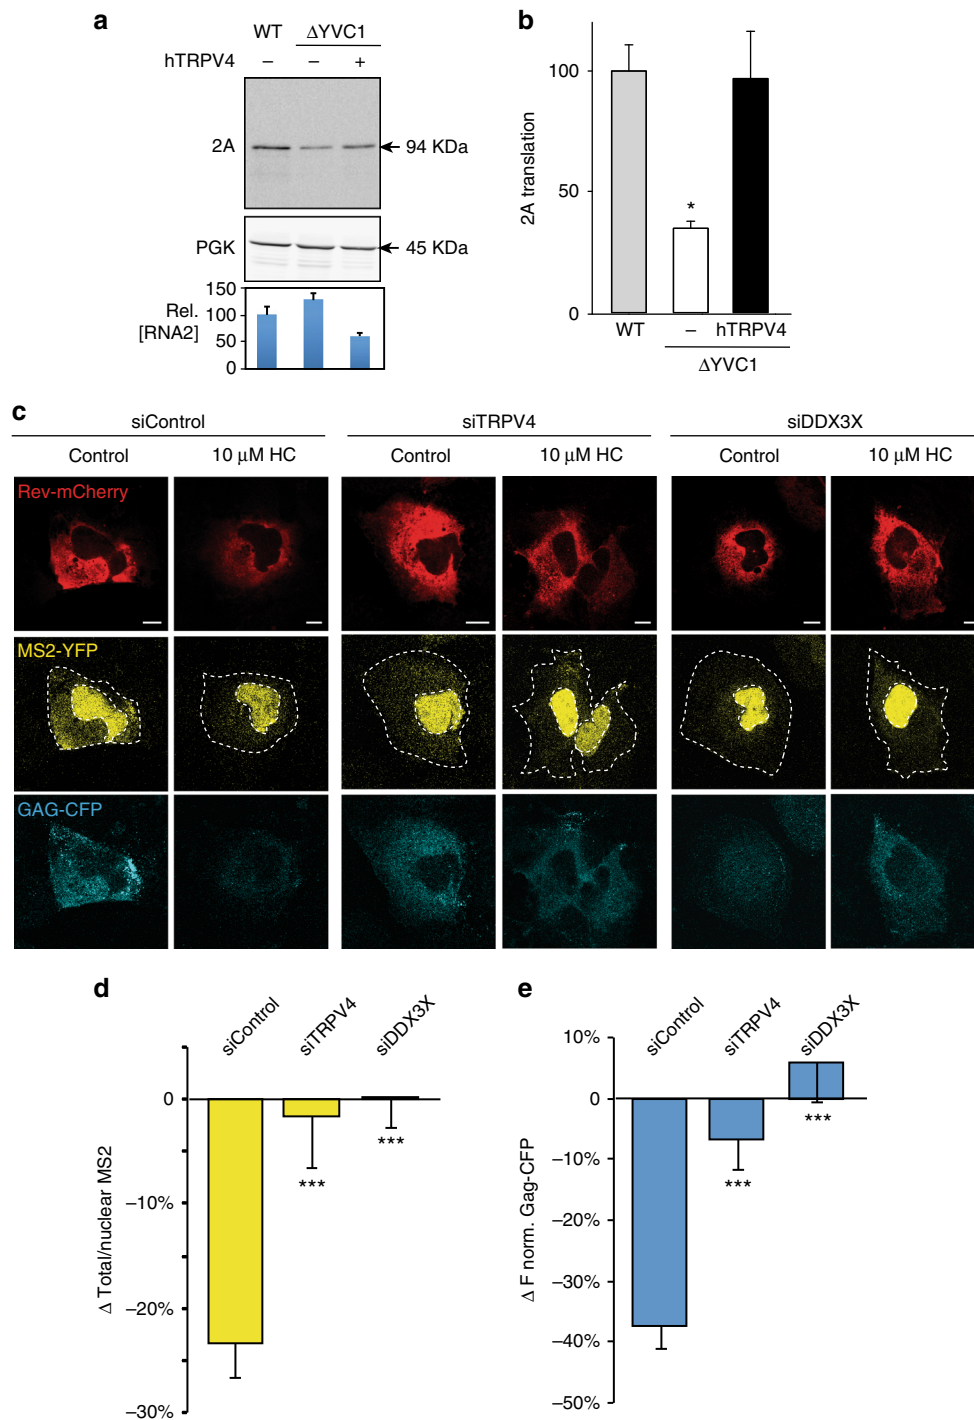 a
WT ΔYVC1
hTRPV4 – – +
2A 94 KDa
PGK 45 KDa
Rel. [RNA2]
150
100
50
0
b
2A translation
100
50
0
*
WT – hTRPV4
ΔYVC1
c
siControl siTRPV4 siDDX3X
Control 10 μM HC Control 10 μM HC Control 10 μM HC
Rev-mCherry
MS2-YFP
GAG-CFP
d
siControl siTRPV4 siDDX3X
Δ Total/nuclear MS2
0
–10%
–20%
–30%
*** ***
e
siControl siTRPV4 siDDX3X
Δ F norm. Gag-CFP
10%
0
–10%
–20%
–30%
–40%
–50%
*** ***